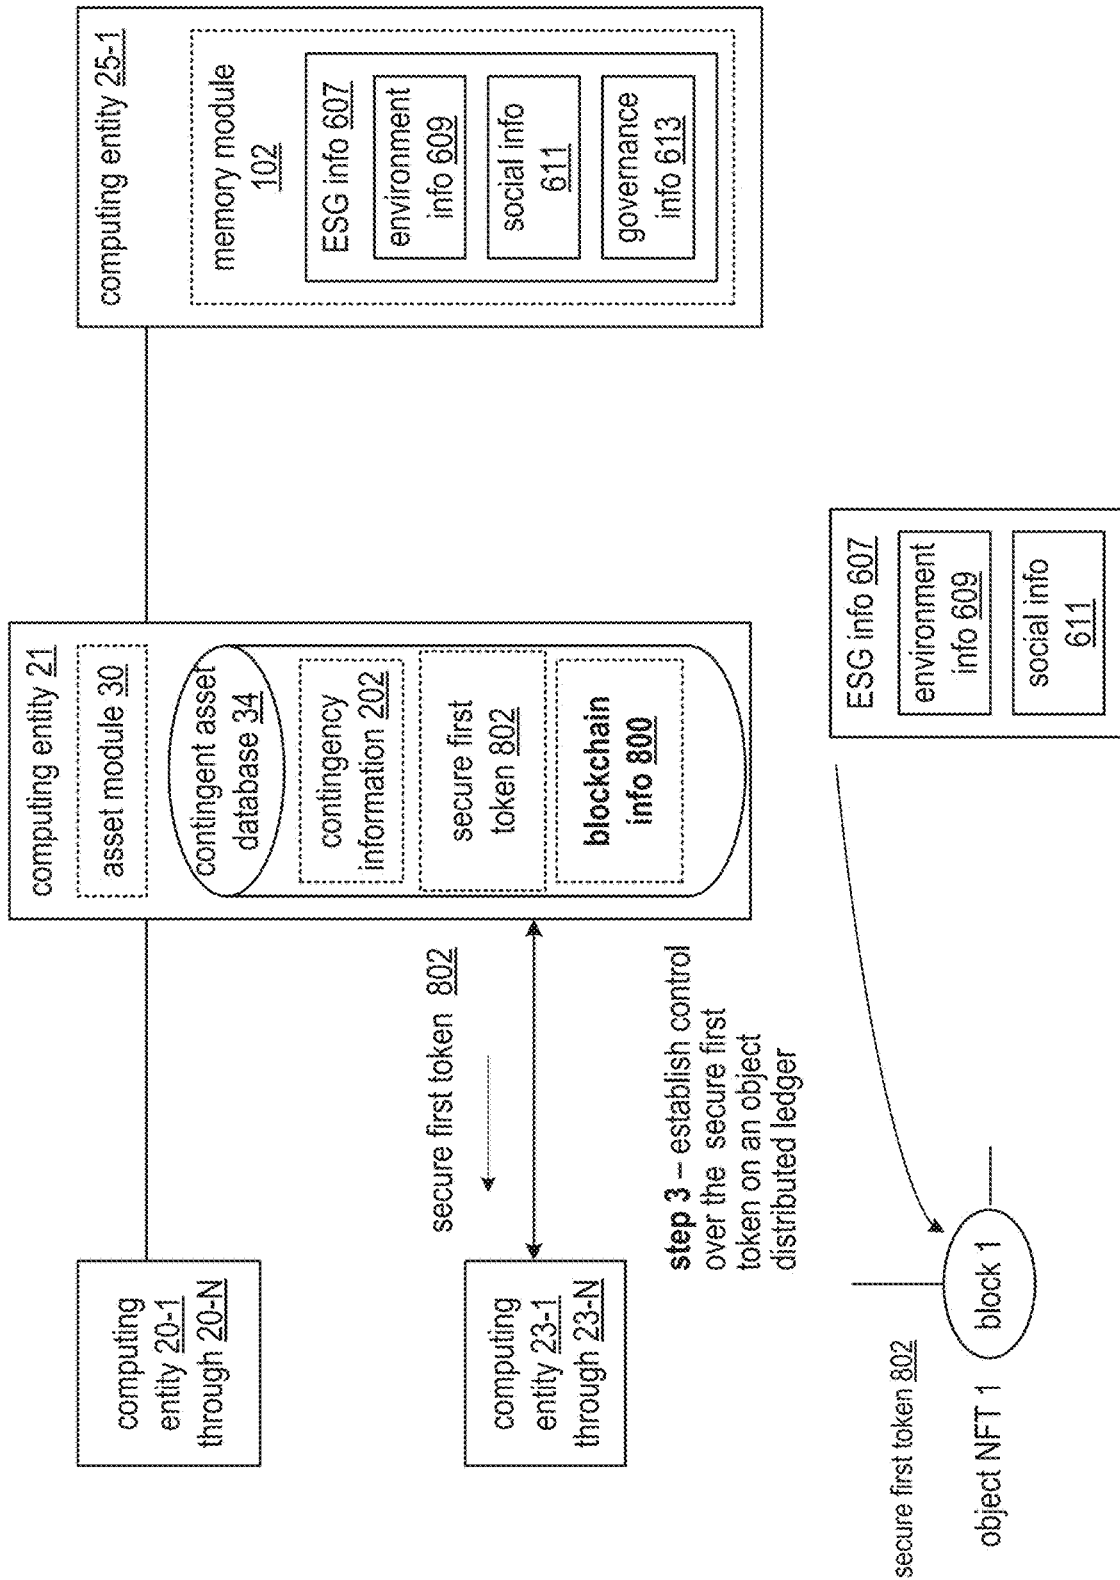 computing
entity 20-1
through 20-N
computing entity 21
asset module 30
contingent asset
database 34
contingency
information 202
secure first
token 802
blockchain
info 800
computing entity 25-1
memory module
102
ESG info 607
environment
info 609
social info
611
governance
info 613
secure first token 802
computing
entity 23-1
through 23-N
step 3 – establish control
over the secure first
token on an object
distributed ledger
secure first token 802
object NFT 1
block 1
ESG info 607
environment
info 609
social info
611